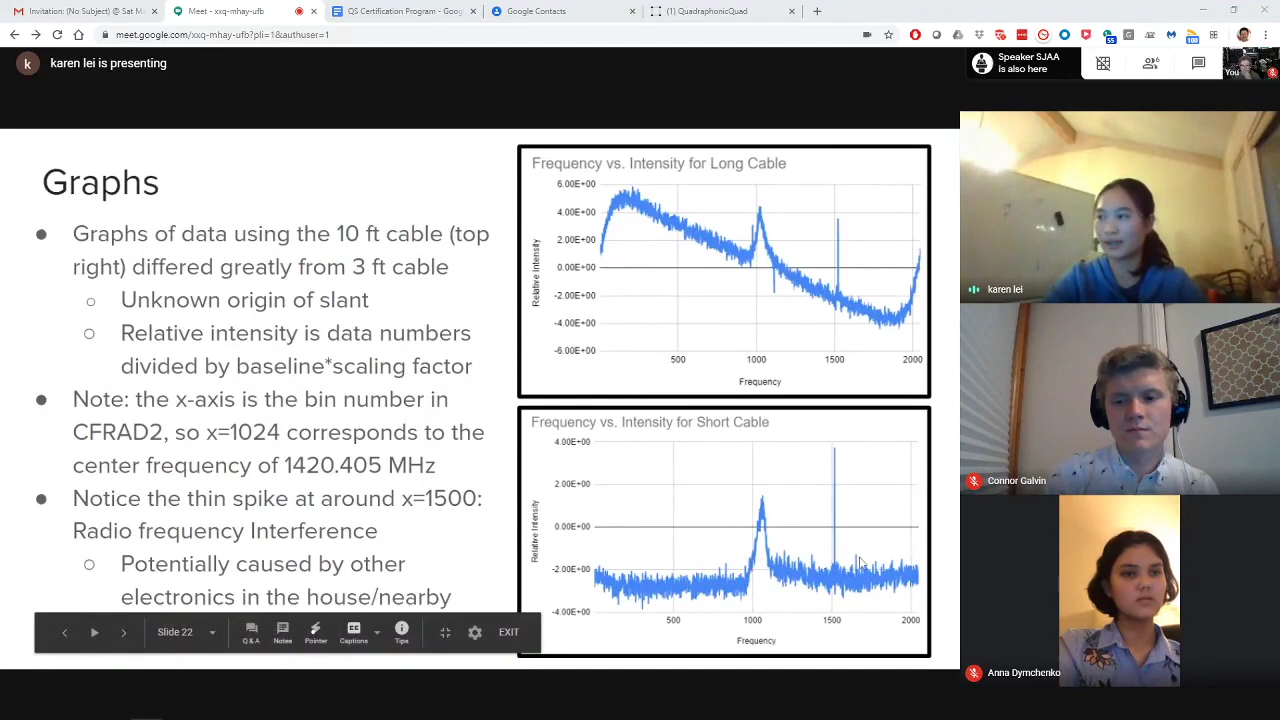 Invitation: (No Subject) @ Sat M
Meet - xxq-mhay-ufb
QS Certification Program - Goog
Google Contacts
(1) QuadraphonicQuad
meet.google.com/xxq-mhay-ufb?pli=1&authuser=1
55
100
k
karen lei is presenting
Speaker SJAA
is also here
6
You
Graphs
Graphs of data using the 10 ft cable (top
right) differed greatly from 3 ft cable
Unknown origin of slant
Relative intensity is data numbers
divided by baseline*scaling factor
Note: the x-axis is the bin number in
CFRAD2, so x=1024 corresponds to the
center frequency of 1420.405 MHz
Notice the thin spike at around x=1500:
Radio frequency Interference
Potentially caused by other
electronics in the house/nearby
Slide 22
Q & A
Notes
Pointer
Captions
Tips
EXIT
Frequency vs. Intensity for Long Cable
6.00E+00
4.00E+00
2.00E+00
0.00E+00
-2.00E+00
-4.00E+00
-6.00E+00
Relative Intensity
500
1000
1500
2000
Frequency
Frequency vs. Intensity for Short Cable
4.00E+00
2.00E+00
0.00E+00
-2.00E+00
-4.00E+00
Relative Intensity
500
1000
1500
2000
Frequency
karen lei
Connor Galvin
Anna Dymchenko